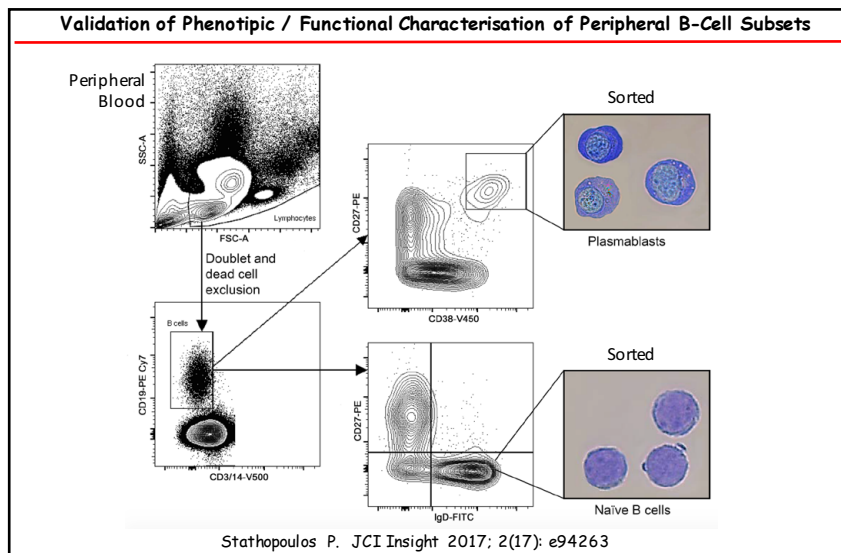 Validation of Phenotipic / Functional Characterisation of Peripheral B-Cell Subsets
Peripheral
Blood
SSC-A
Lymphocytes
FSC-A
Doublet and
dead cell
exclusion
B cells
CD19-PE Cy7
CD3/14-V500
CD27-PE
CD38-V450
Sorted
Plasmablasts
CD27-PE
IgD-FITC
Sorted
Naïve B cells
Stathopoulos P. JCI Insight 2017; 2(17): e94263